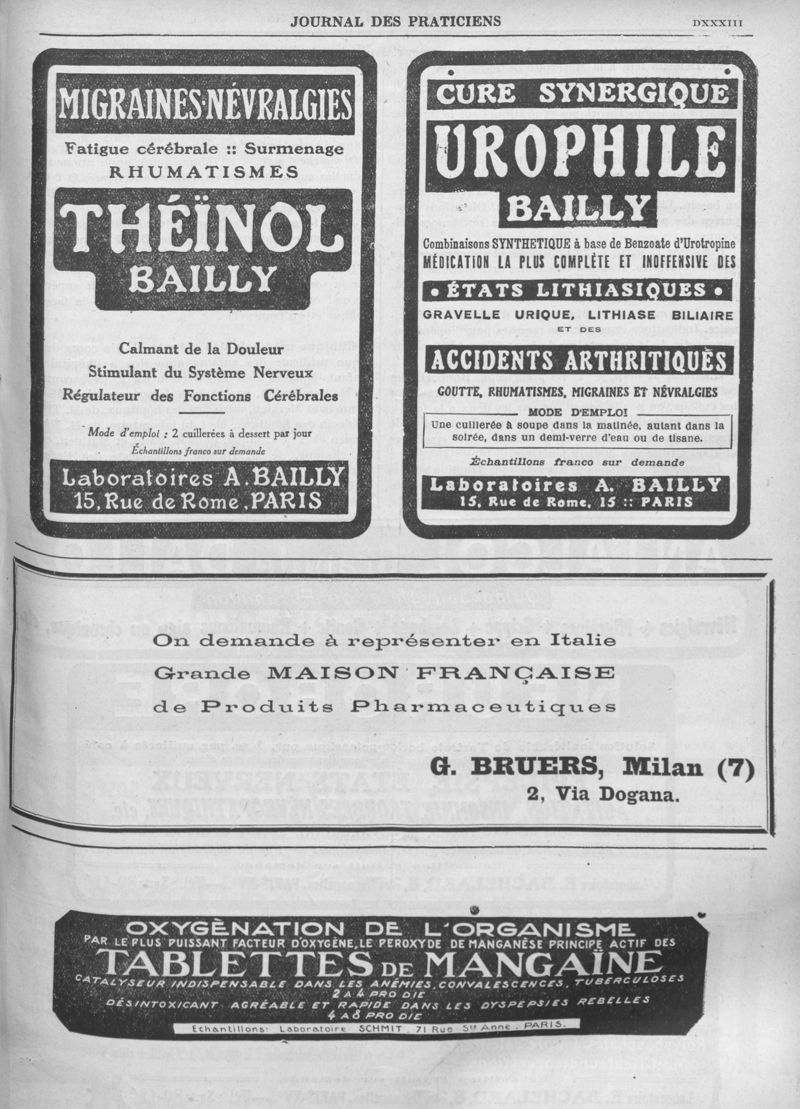 JOURNAL DES PRATICIENS
DXXXIII
MIGRAINES-NÉVRALGIES
Fatigue cérébrale :: Surmenage
RHUMATISMES
THÉÏNOL
BAILLY
Calmant de la Douleur
Stimulant du Système Nerveux
Régulateur des Fonctions Cérébrales
Mode d'emploi : 2 cuillerées à dessert par jour
Échantillons franco sur demande
Laboratoires A. BAILLY
15, Rue de Rome, PARIS
CURE SYNERGIQUE
UROPHILE
BAILLY
Combinaisons SYNTHETIQUE à base de Benzoate d'Urotropine
MÉDICATION LA PLUS COMPLÈTE ET INOFFENSIVE DES
• ÉTATS LITHIASIQUES •
GRAVELLE URIQUE, LITHIASE BILIAIRE
ET DES
ACCIDENTS ARTHRITIQUÈS
GOUTTE, RHUMATISMES, MIGRAINES ET NÉVRALGIES
MODE D'EMPLOI
Une cuillerée à soupe dans la matinée, autant dans la
soirée, dans un demi-verre d'eau ou de tisane.
Échantillons franco sur demande
Laboratoires A. BAILLY
15, Rue de Rome, 15 :: PARIS
On demande à représenter en Italie
Grande MAISON FRANÇAISE
de Produits Pharmaceutiques
G. BRUERS, Milan (7)
2, Via Dogana.
OXYGÈNATION DE L'ORGANISME
PAR LE PLUS PUISSANT FACTEUR D'OXYGÈNE, LE PEROXYDE DE MANGANÈSE PRINCIPE ACTIF DES
TABLETTES DE MANGAÏNE
CATALYSEUR INDISPENSABLE DANS LES ANÉMIES, CONVALESCENCES, TUBERCULOSES
2 A 4 PRO DIE
DÉSINTOXICANT AGRÉABLE ET RAPIDE DANS LES DYSPEPSIES REBELLES
4 A 8 PRO DIE
Echantillons: Laboratoire SCHMIT, 71 Rue Ste Anne, PARIS.